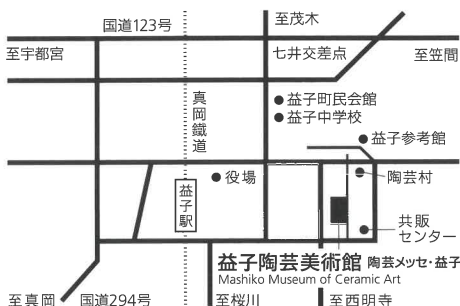 国道123号
至茂木
至宇都宮
七井交差点
至笠間
真岡鐵道
益子町民会館
益子中学校
益子参考館
益子駅
役場
陶芸村
共販
センター
益子陶芸美術館 陶芸メッセ・益子
Mashiko Museum of Ceramic Art
至真岡
国道294号
至桜川
至西明寺